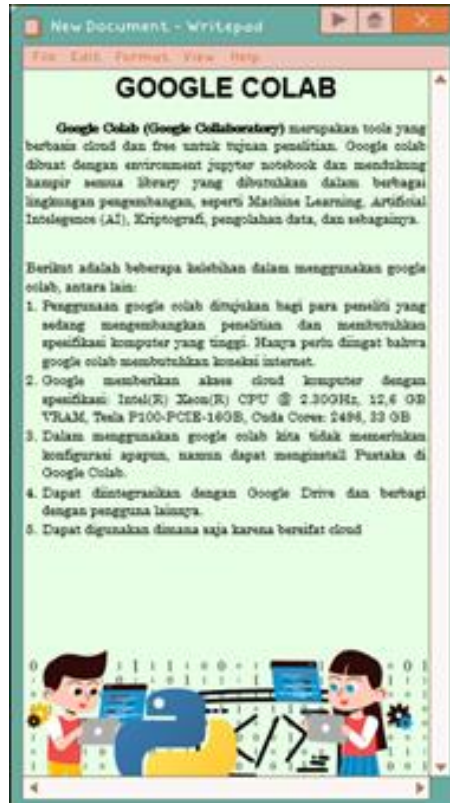 New Document - Writepad
File Edit Format View Help
GOOGLE COLAB
Google Colab (Google Collaboratory) merupakan tools yang
berbasis cloud dan free untuk tujuan penelitian. Google colab
dibuat dengan environment jupyter notebook dan mendukung
hampir semua library yang dibutuhkan dalam berbagai
lingkungan pengembangan, seperti Machine Learning, Artificial
Intelegence (AI), Kriptografi, pengolahan data, dan sebagainya.
Berikut adalah beberapa kelebihan dalam menggunakan google
colab, antara lain:
1. Penggunaan google colab ditujukan bagi para peneliti yang
sedang mengembangkan penelitian dan membutuhkan
spesifikasi komputer yang tinggi. Hanya perlu diingat bahwa
google colab membutuhkan koneksi internet.
2. Google memberikan akses cloud komputer dengan
spesifikasi: Intel(R) Xeon(R) CPU @ 2.30GHz, 12,6 GB
VRAM, Tesla P100-PCIE-16GB, Cuda Cores: 2496, 33 GB
3. Dalam menggunakan google colab kita tidak memerlukan
konfigurasi apapun, namun dapat menginstall Pustaka di
Google Colab.
4. Dapat diintegrasikan dengan Google Drive dan berbagi
dengan pengguna lainnya.
5. Dapat digunakan dimana saja karena bersifat cloud